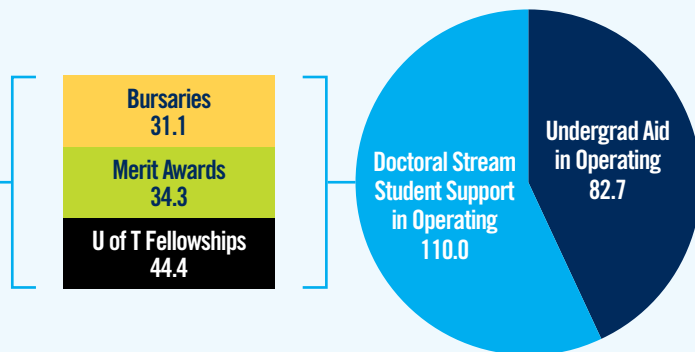 Bursaries
31.1
Merit Awards
34.3
U of T Fellowships
44.4
Doctoral Stream
Student Support
in Operating
110.0
Undergrad Aid
in Operating
82.7